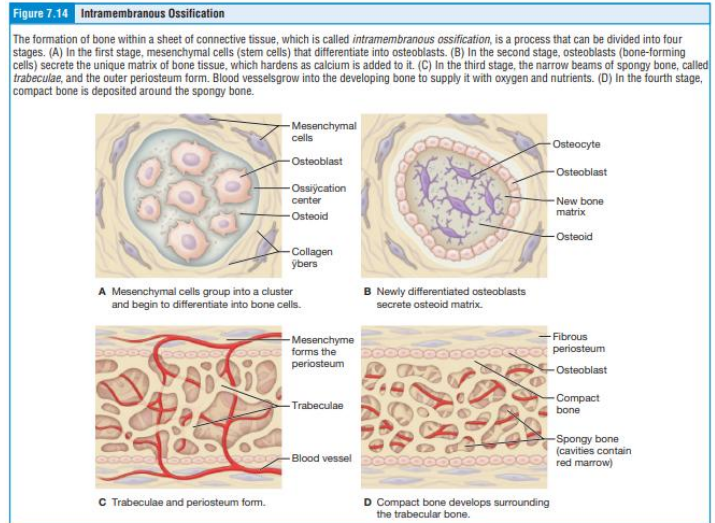 Figure 7.14 Intramembranous Ossification
The formation of bone within a sheet of connective tissue, which is called intramembranous ossification, is a process that can be divided into four
stages. (A) In the first stage, mesenchymal cells (stem cells) that differentiate into osteoblasts. (B) In the second stage, osteoblasts (bone-forming
cells) secrete the unique matrix of bone tissue, which hardens as calcium is added to it. (C) In the third stage, the narrow beams of spongy bone, called
trabeculae, and the outer periosteum form. Blood vesselsgrow into the developing bone to supply it with oxygen and nutrients. (D) In the fourth stage,
compact bone is deposited around the spongy bone.
Mesenchymal
cells
Osteoblast
Ossiÿcation
center
Osteoid
Collagen
ÿbers
A Mesenchymal cells group into a cluster
and begin to differentiate into bone cells.
Osteocyte
Osteoblast
New bone
matrix
Osteoid
B Newly differentiated osteoblasts
secrete osteoid matrix.
Mesenchyme
forms the
periosteum
Trabeculae
Blood vessel
C Trabeculae and periosteum form.
Fibrous
periosteum
Osteoblast
Compact
bone
Spongy bone
(cavities contain
red marrow)
D Compact bone develops surrounding
the trabecular bone.